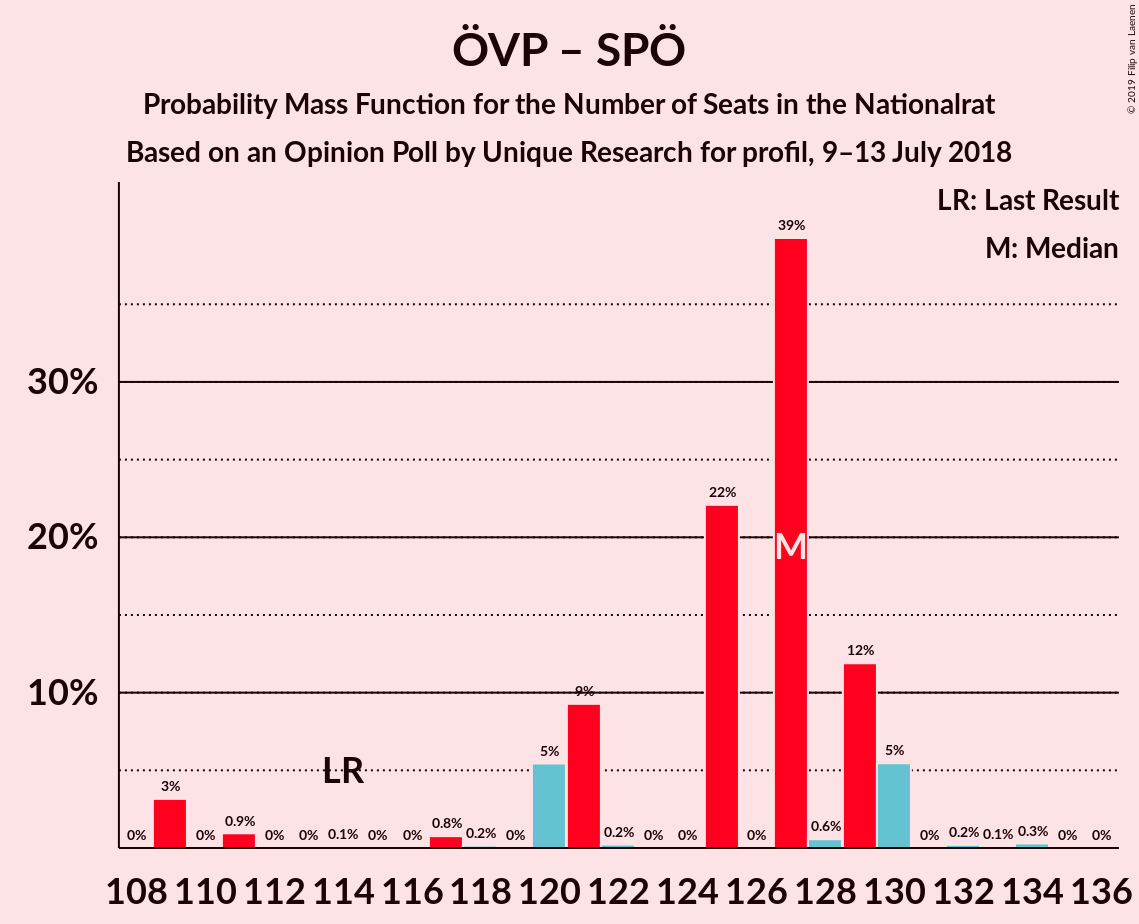 ÖVP – SPÖ
Probability Mass Function for the Number of Seats in the Nationalrat
Based on an Opinion Poll by Unique Research for profil, 9–13 July 2018
© 2019 Filip van Laenen
LR: Last Result
M: Median
30%
20%
10%
0% 3% 0% 0.9% 0% 0% 0.1% 0% 0% 0.8% 0.2% 0% 5% 9% 0.2% 0% 0% 22% 0% 39% 0.6% 12% 5% 0% 0.2% 0.1% 0.3% 0% 0%
LR
M
108 110 112 114 116 118 120 122 124 126 128 130 132 134 136